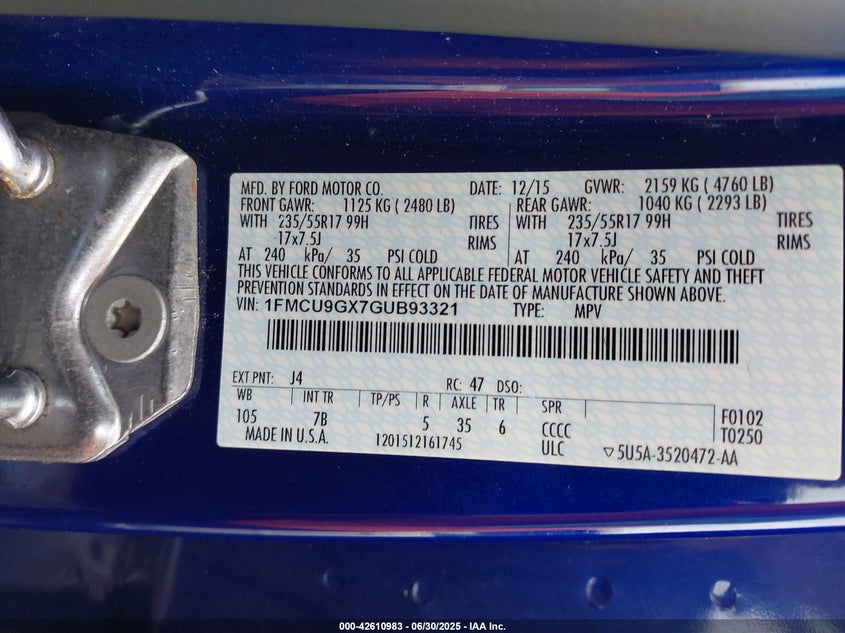 MFD. BY FORD MOTOR CO. DATE: 12/15 GVWR: 2159 KG ( 4760 LB)
FRONT GAWR: 1125 KG ( 2480 LB) REAR GAWR: 1040 KG ( 2293 LB)
WITH 235/55R17 99H TIRES WITH 235/55R17 99H TIRES
17x7.5J RIMS 17x7.5J RIMS
AT 240 kPa/ 35 PSI COLD AT 240 kPa/ 35 PSI COLD
THIS VEHICLE CONFORMS TO ALL APPLICABLE FEDERAL MOTOR VEHICLE SAFETY AND THEFT
PREVENTION STANDARDS IN EFFECT ON THE DATE OF MANUFACTURE SHOWN ABOVE.
VIN: 1FMCU9GX7GUB93321 TYPE: MPV
EXT PNT: J4 RC: 47 DSO:
WB INT TR TP/PS R AXLE TR SPR F0102
105 7B 5 35 6 CCCC T0250
MADE IN U.S.A. 1201512161745 ULC ▽5U5A-3520472-AA
000-42610983 - 06/30/2025 - IAA Inc.